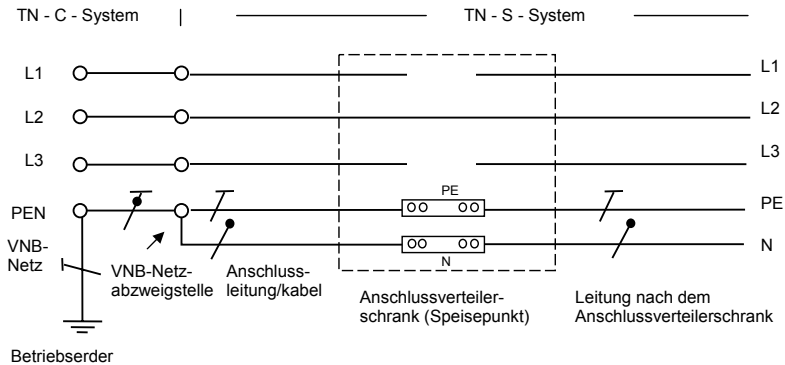 TN - C - System | TN - S - System
L1 L1
L2 L2
L3 L3
PE
PEN PE
N
N
VNB-
Netz
VNB-Netz-
abzweigstelle
Anschluss-
leitung/kabel
Anschlussverteiler-
schrank (Speisepunkt)
Leitung nach dem
Anschlussverteilerschrank
Betriebserder